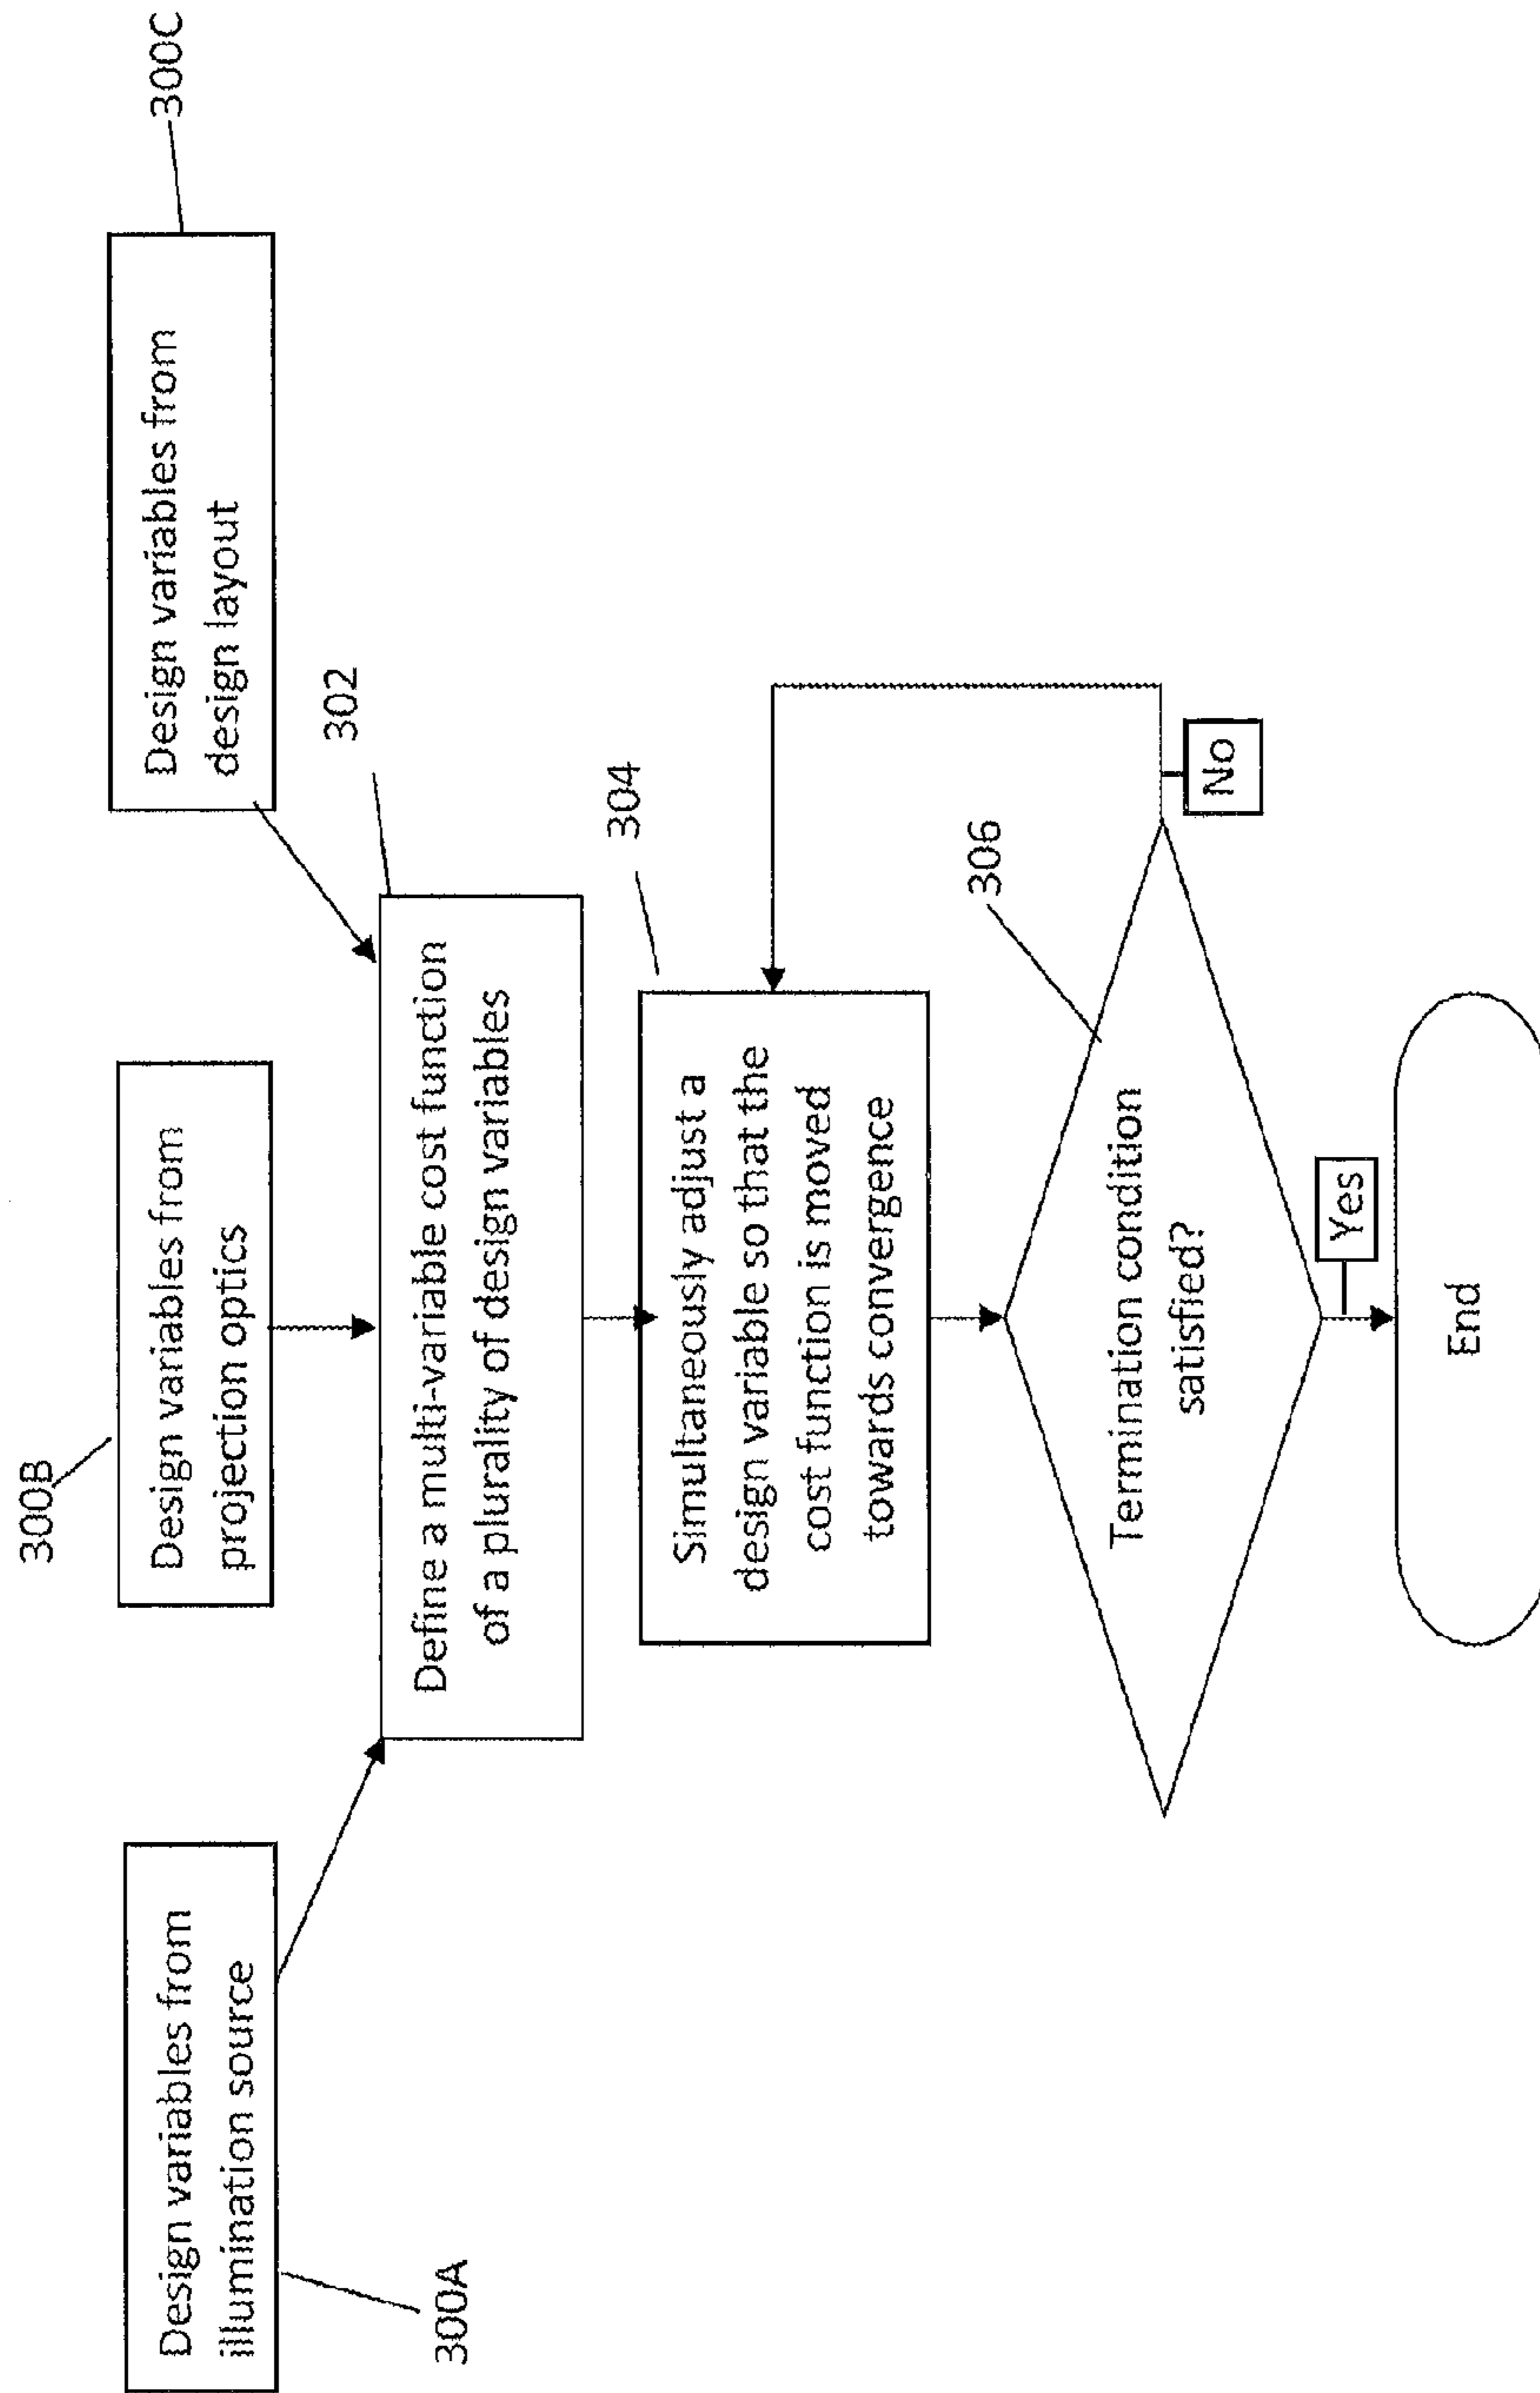 300B
300C
Design variables from
illumination source
Design variables from
projection optics
Design variables from
design layout
300A
302
Define a multi-variable cost function
of a plurality of design variables
304
Simultaneously adjust a
design variable so that the
cost function is moved
towards convergence
306
Termination condition
satisfied?
No
Yes
End